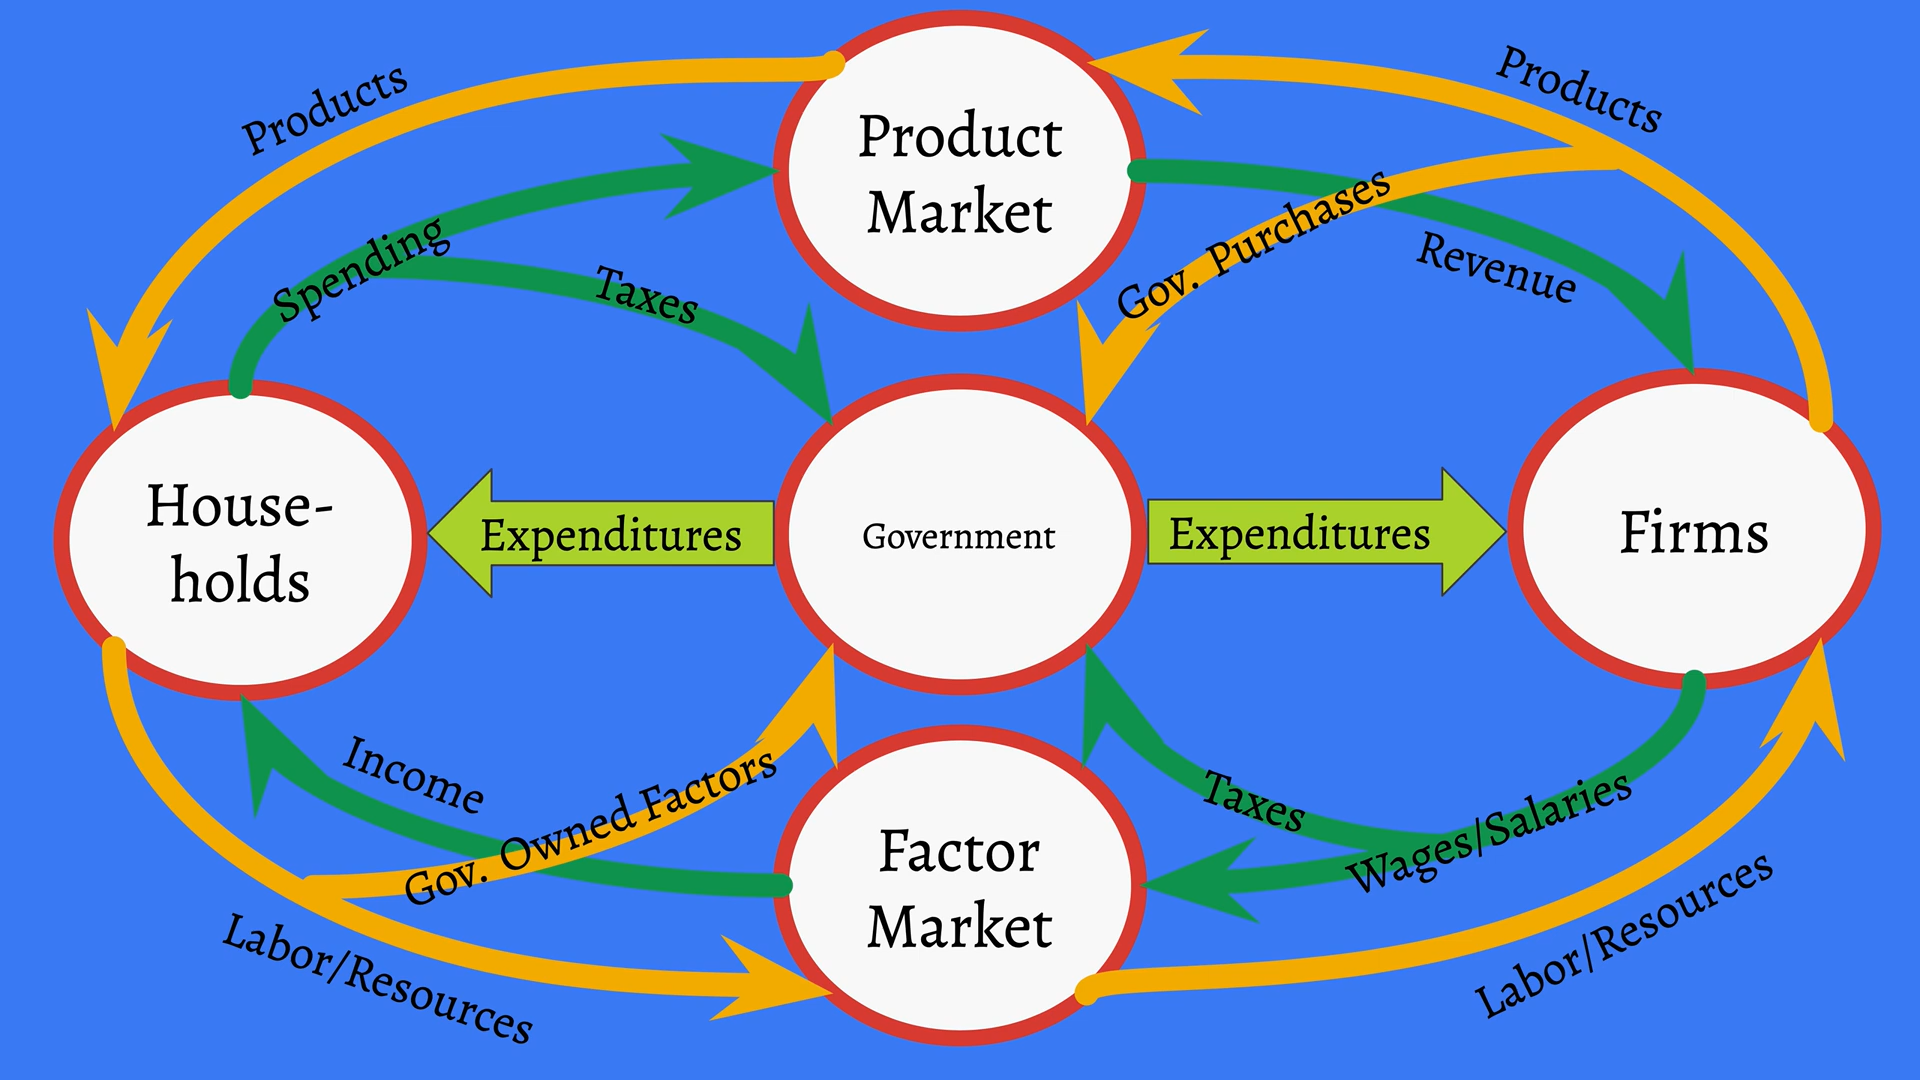 Products
Products
Product
Market
Spending
Taxes
Gov. Purchases
Revenue
House-
holds
Expenditures
Government
Expenditures
Firms
Income
Gov. Owned Factors
Taxes
Wages/Salaries
Factor
Market
Labor/Resources
Labor/Resources